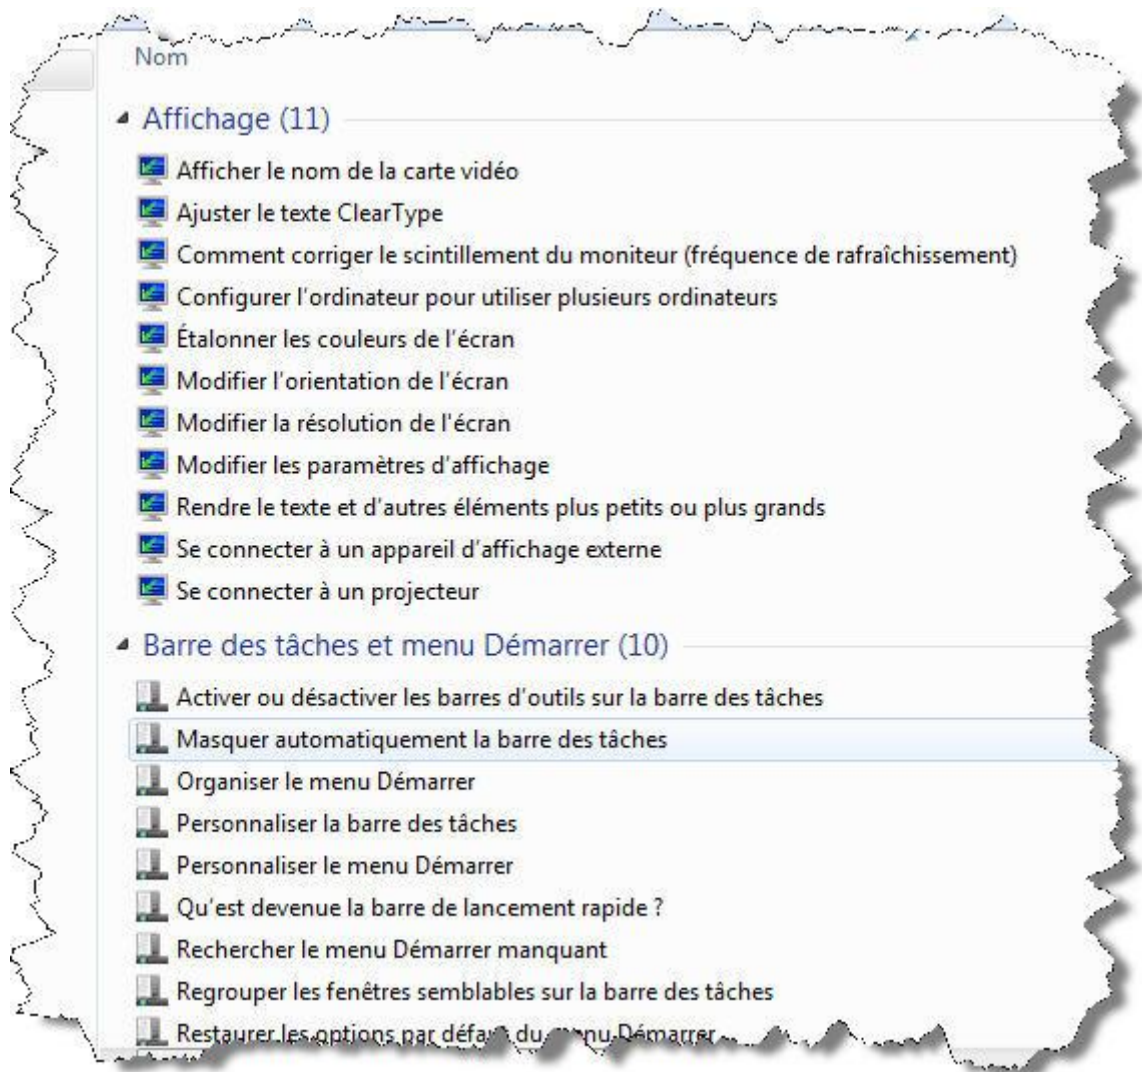 Nom
Affichage (11)
Afficher le nom de la carte vidéo
Ajuster le texte ClearType
Comment corriger le scintillement du moniteur (fréquence de rafraîchissement)
Configurer l'ordinateur pour utiliser plusieurs ordinateurs
Étalonner les couleurs de l'écran
Modifier l'orientation de l'écran
Modifier la résolution de l'écran
Modifier les paramètres d'affichage
Rendre le texte et d'autres éléments plus petits ou plus grands
Se connecter à un appareil d'affichage externe
Se connecter à un projecteur
Barre des tâches et menu Démarrer (10)
Activer ou désactiver les barres d'outils sur la barre des tâches
Masquer automatiquement la barre des tâches
Organiser le menu Démarrer
Personnaliser la barre des tâches
Personnaliser le menu Démarrer
Qu'est devenue la barre de lancement rapide ?
Rechercher le menu Démarrer manquant
Regrouper les fenêtres semblables sur la barre des tâches
Restaurer les options par défaut du menu Démarrer